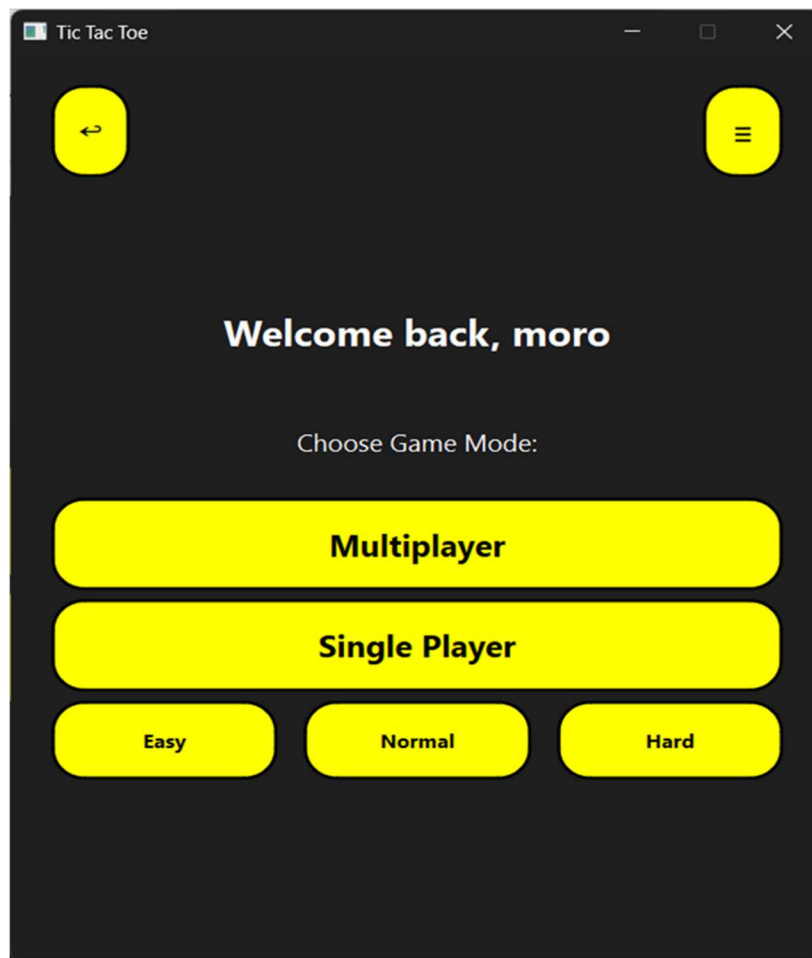 Tic Tac Toe
Welcome back, moro
Choose Game Mode:
Multiplayer
Single Player
Easy Normal Hard